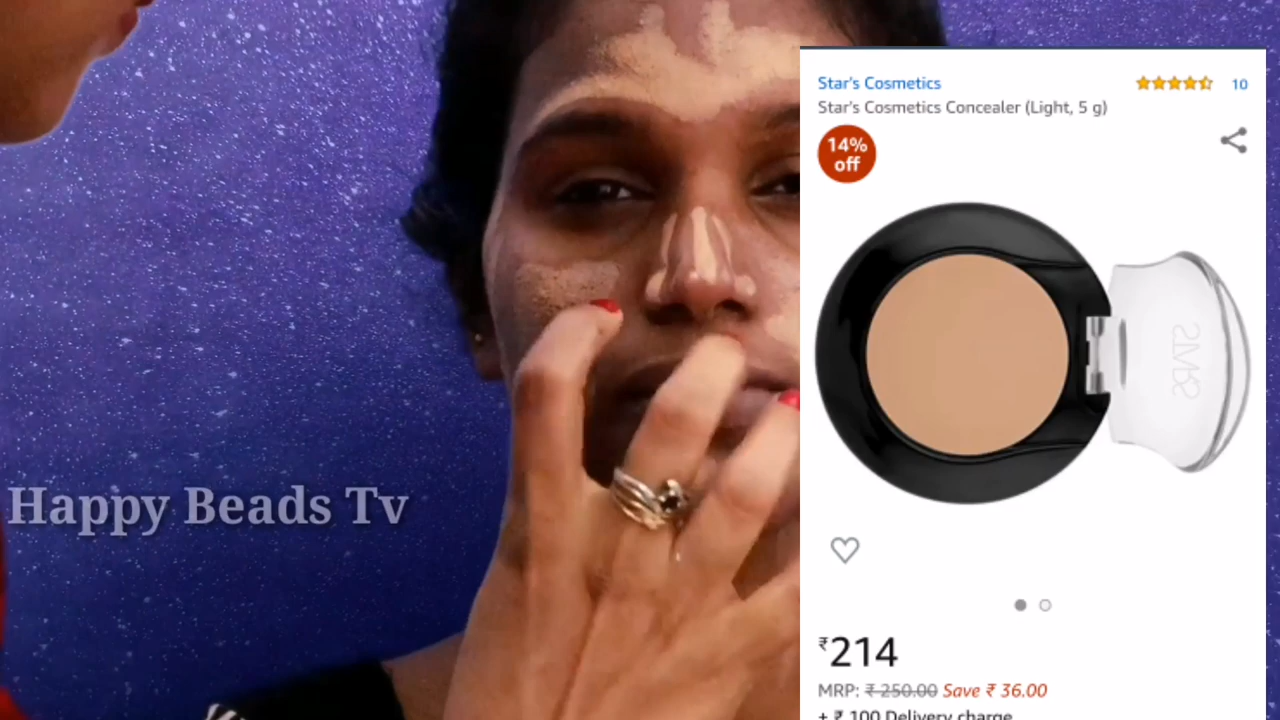 Star's Cosmetics 10
Star's Cosmetics Concealer (Light, 5 g)
14%
off
Happy Beads Tv
₹214
MRP: ₹ 250.00 Save ₹ 36.00
+ ₹ 100 Delivery charge